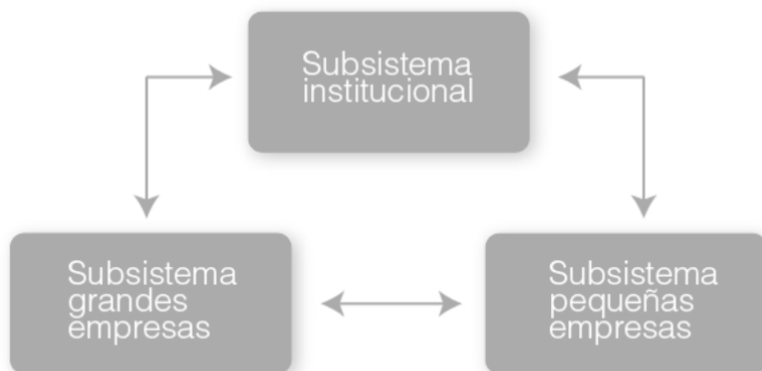 Subsistema
institucional
Subsistema
grandes
empresas
Subsistema
pequeñas
empresas